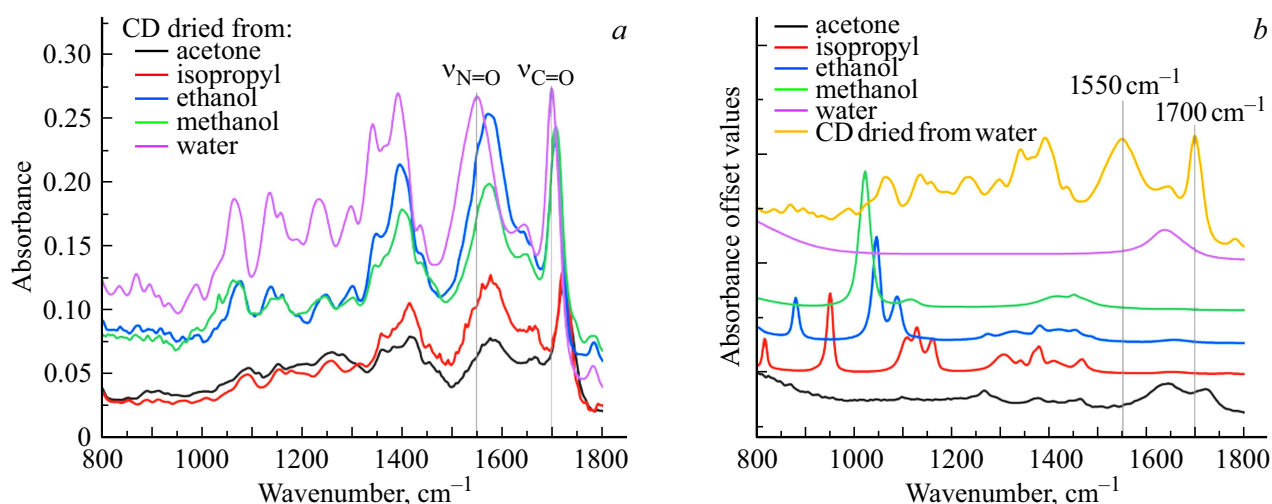 CD dried from:
acetone
isopropyl
ethanol
methanol
water
a
νN=O
νC=O
0.30
0.25
0.20
0.15
0.10
0.05
0
Absorbance
800
1000
1200
1400
1600
1800
Wavenumber, cm–1
acetone
isopropyl
ethanol
methanol
water
CD dried from water
b
1550 cm–1
1700 cm–1
Absorbance offset values
800
1000
1200
1400
1600
1800
Wavenumber, cm–1